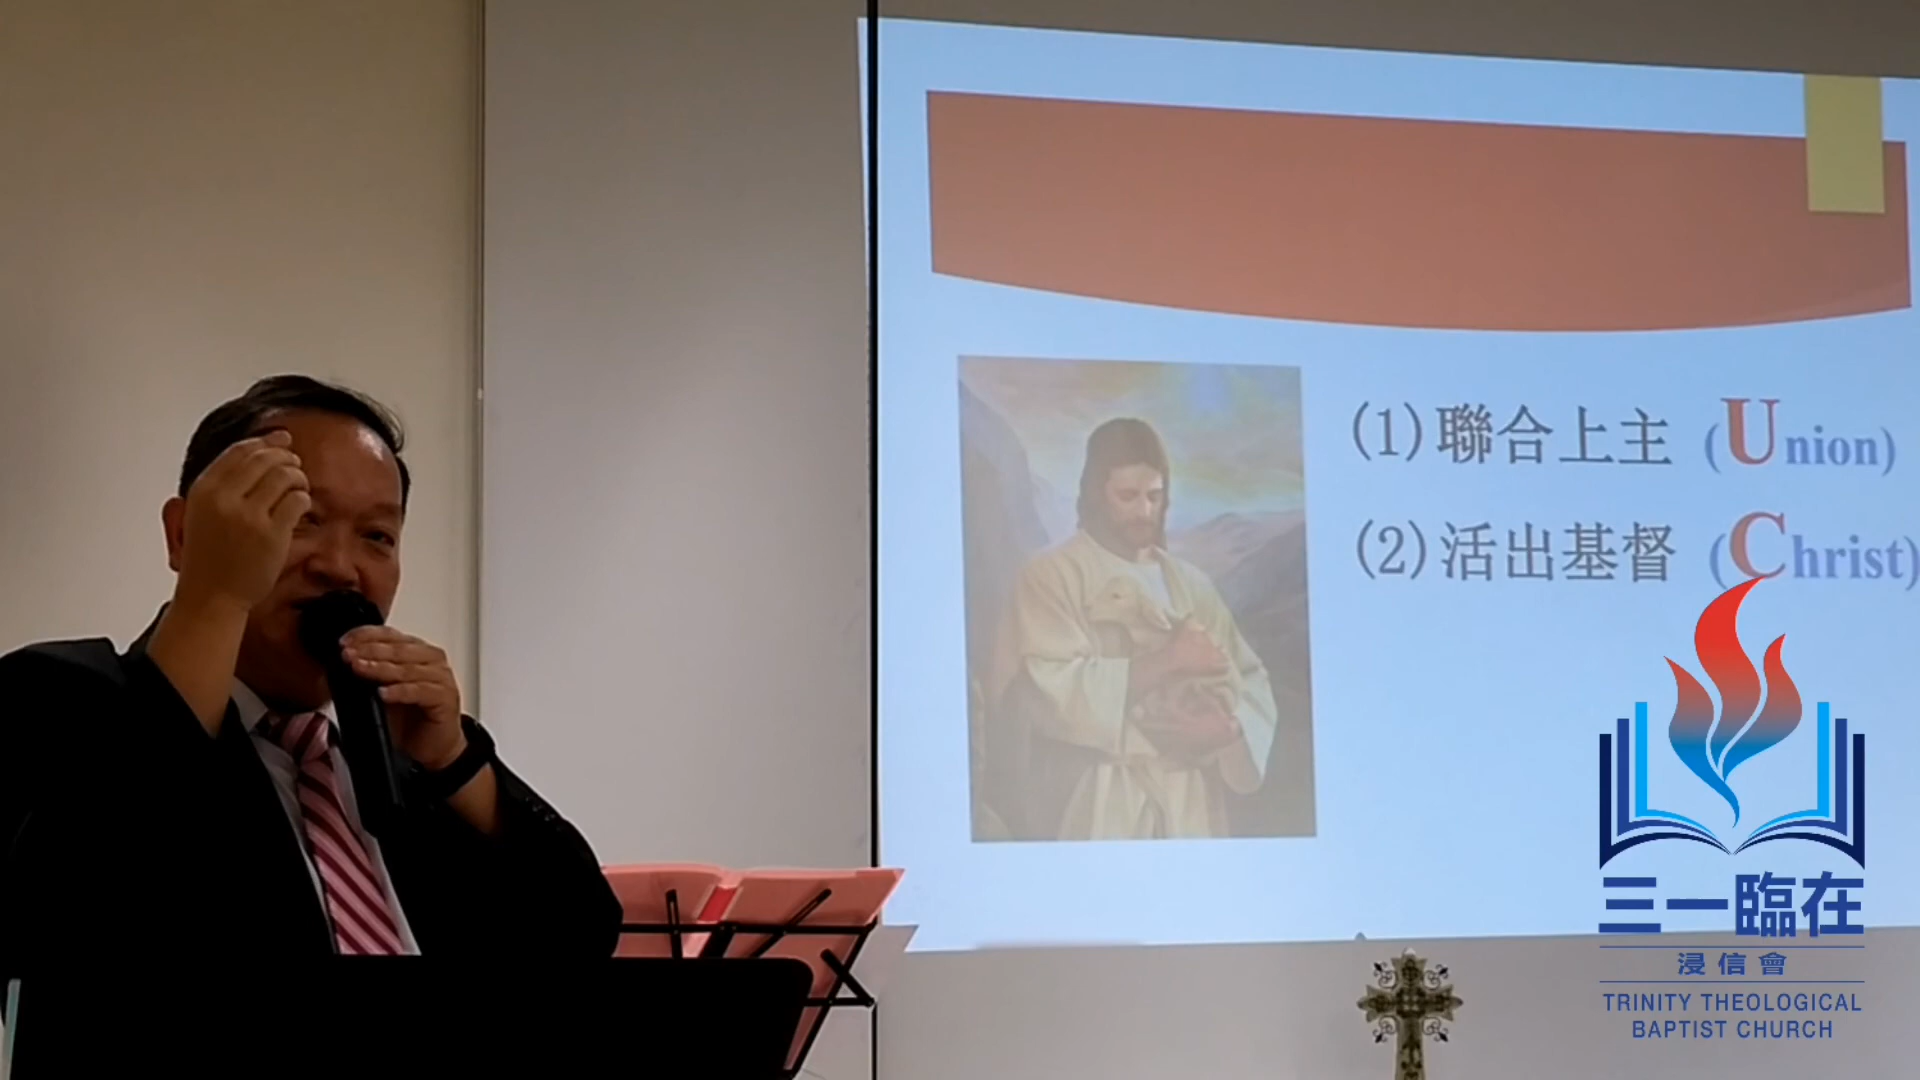 (1)聯合上主 (Union)
(2)活出基督 (Christ)
三一臨在
浸信會
TRINITY THEOLOGICAL
BAPTIST CHURCH